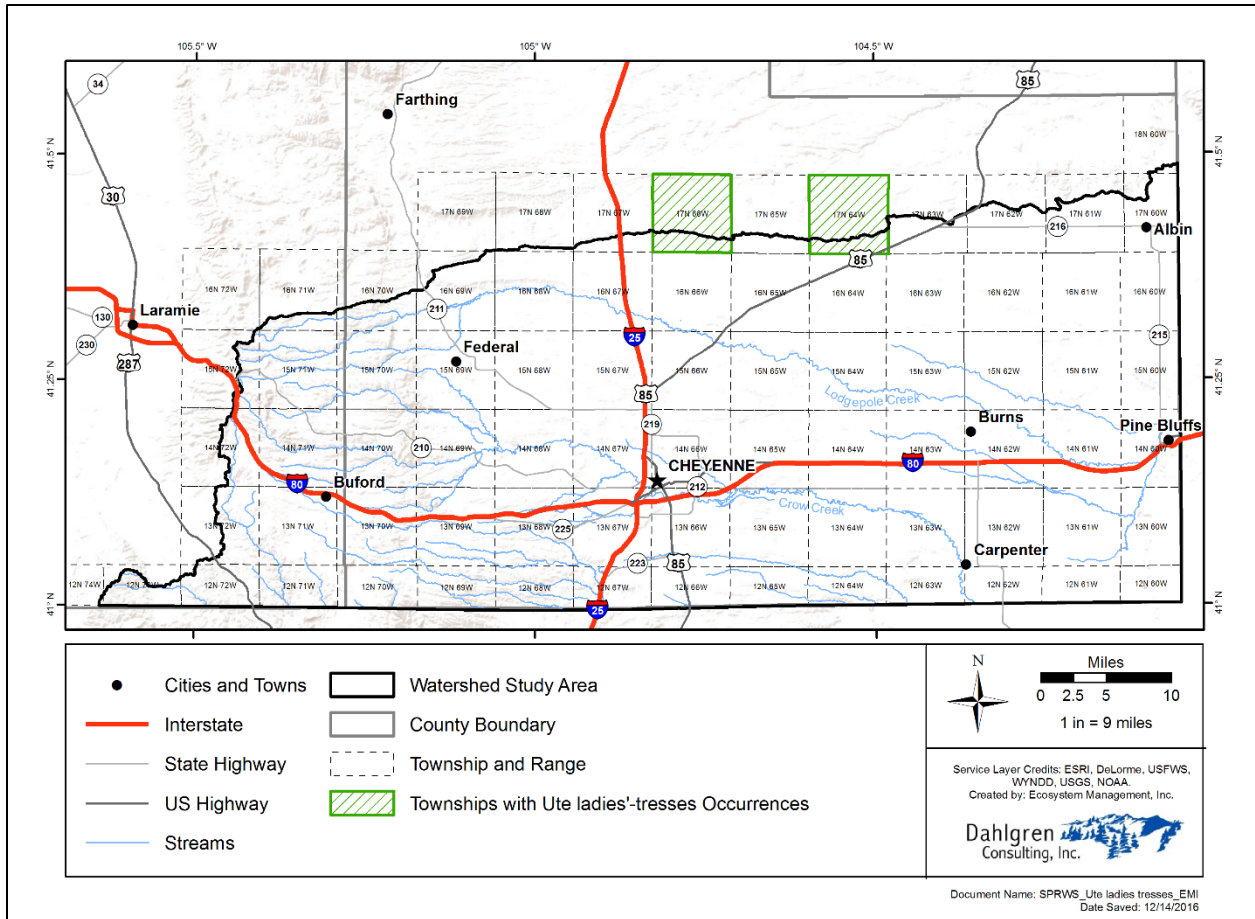 105.5° W
105° W
104.5° W
34
85
Farthing
18N 60W
41.5° N
41.5° N
30
17N 69W
17N 68W
17N 67W
17N 66W
17N 65W
17N 64W
17N 63W
17N 62W
17N 61W
17N 60W
216
Albin
85
16N 72W
16N 71W
16N 70W
16N 69W
16N 68W
16N 67W
16N 66W
16N 65W
16N 64W
16N 63W
16N 62W
16N 61W
16N 60W
211
Laramie
130
230
25
215
287
Federal
15N 72W
15N 71W
15N 70W
15N 69W
15N 68W
15N 67W
15N 66W
15N 65W
15N 64W
15N 63W
15N 62W
15N 61W
15N 60W
41.25° N
41.25° N
85
Lodgepole Creek
219
Burns
Pine Bluffs
14N 72W
14N 71W
14N 70W
210
14N 69W
14N 68W
14N 67W
14N 66W
14N 65W
14N 64W
14N 63W
14N 62W
14N 61W
14N 60W
80
80
CHEYENNE
212
Buford
Crow Creek
13N 72W
13N 71W
13N 70W
13N 69W
13N 68W
225
13N 67W
13N 66W
13N 65W
13N 64W
13N 63W
13N 62W
13N 61W
13N 60W
223
85
Carpenter
12N 74W
12N 72W
12N 71W
12N 70W
12N 69W
12N 68W
12N 67W
12N 66W
12N 65W
12N 64W
12N 63W
12N 62W
12N 61W
12N 60W
25
41° N
41° N
Cities and Towns
Interstate
State Highway
US Highway
Streams
Watershed Study Area
County Boundary
Township and Range
Townships with Ute ladies'-tresses Occurrences
N
Miles
0 2.5 5 10
1 in = 9 miles
Service Layer Credits: ESRI, DeLorme, USFWS,
WYNDD, USGS, NOAA.
Created by: Ecosystem Management, Inc.
Dahlgren
Consulting, Inc.
Document Name: SPRWS_Ute ladies tresses_EMI
Date Saved: 12/14/2016